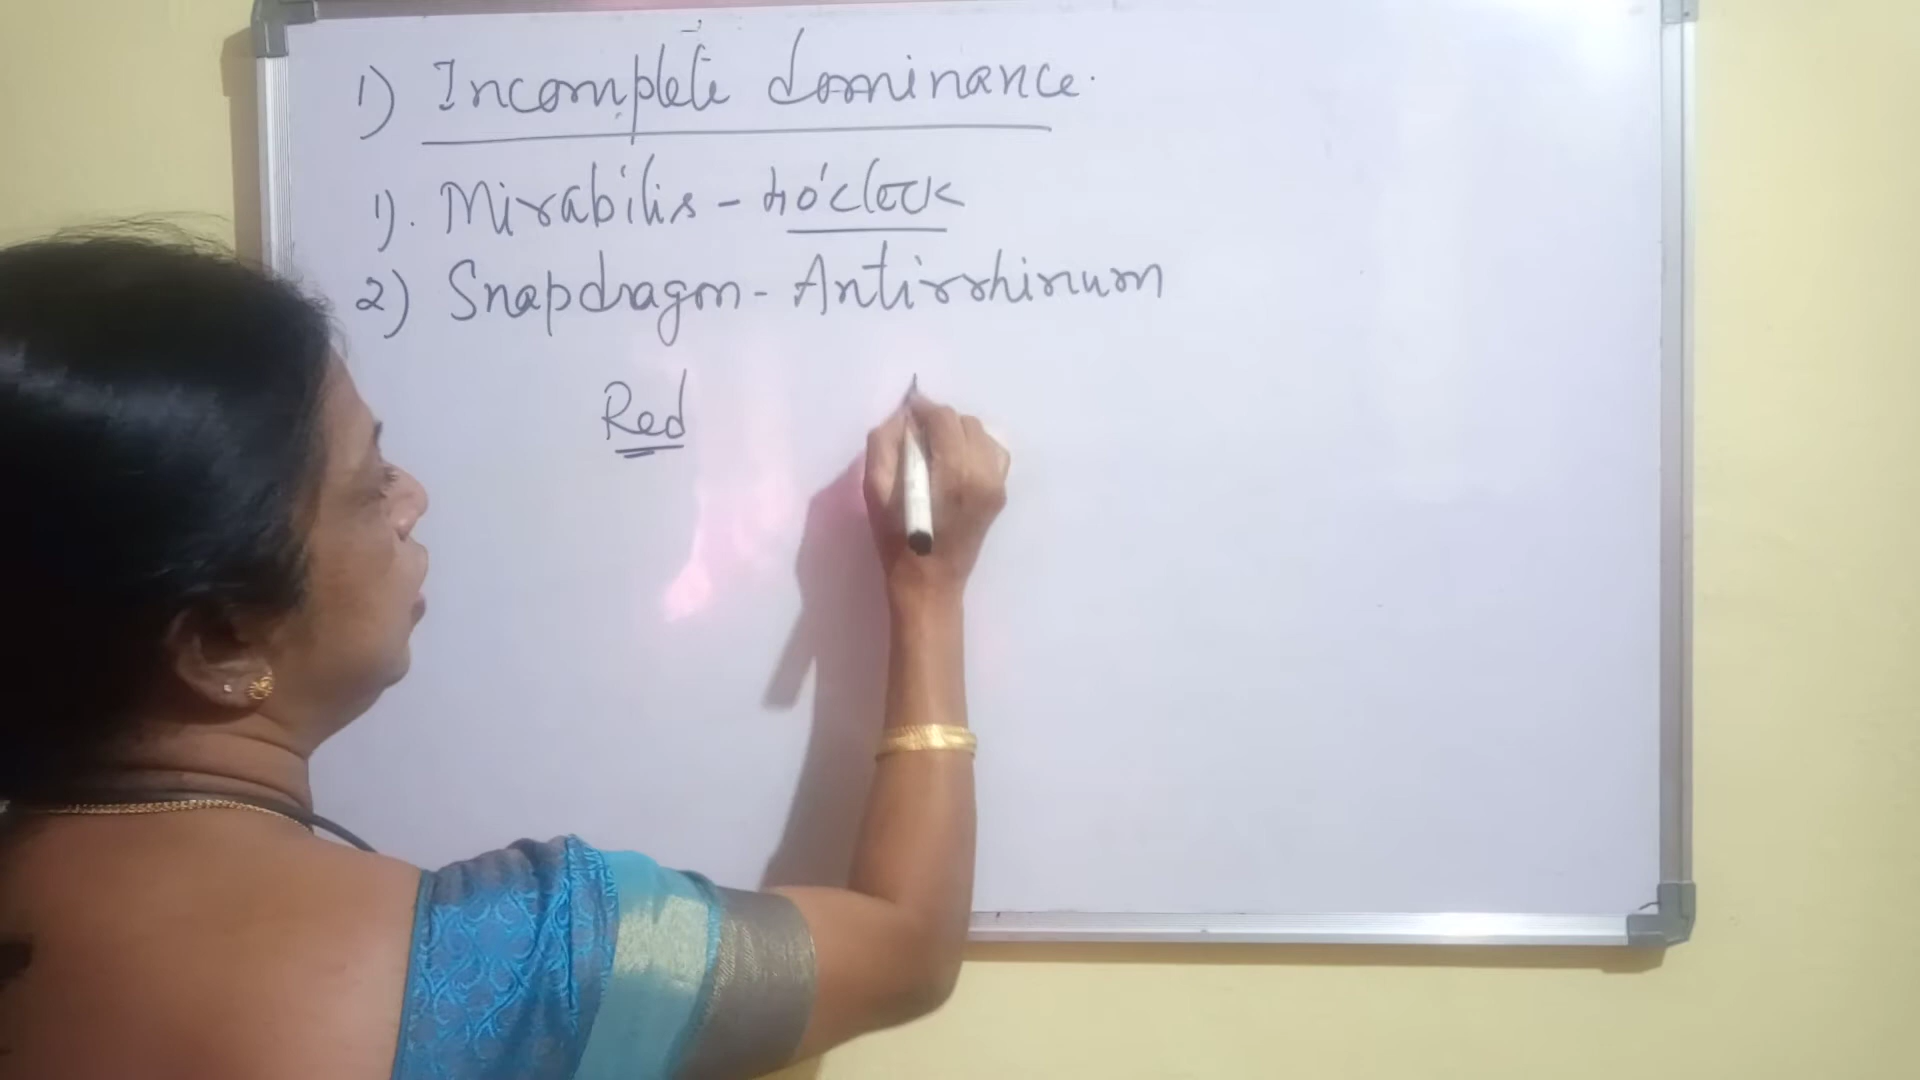 1) Incomplete dominance.
1). Mirabilis - 4o'clock
2) Snapdragon - Antirrhinum
Red